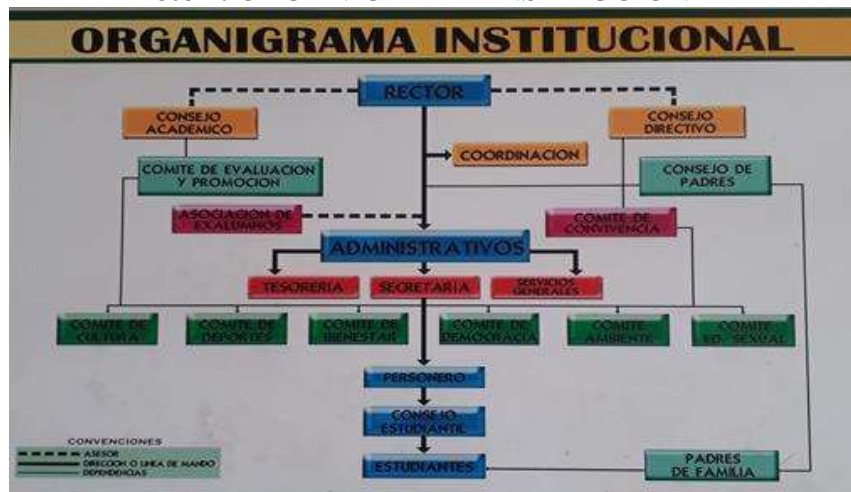 ORGANIGRAMA INSTITUCIONAL
RECTOR
CONSEJO
ACADEMICO
CONSEJO
DIRECTIVO
COORDINACION
COMITE DE EVALUACION
Y PROMOCION
CONSEJO DE
PADRES
ASOCIACION DE
EXALUMNOS
COMITE DE
CONVIVENCIA
ADMINISTRATIVOS
TESORERIA
SECRETARIA
SERVICIOS
GENERALES
COMITE DE
CULTURA
COMITE DE
DEPORTES
COMITE DE
BIENESTAR
COMITE DE
DEMOCRACIA
COMITE
AMBIENTE
COMITE
ED- SEXUAL
PERSONERO
CONSEJO
ESTUDIANTIL
ESTUDIANTES
PADRES
DE FAMILIA
CONVENCIONES
ASESOR
DIRECCION O LINEA DE MANDO
DEPENDENCIAS